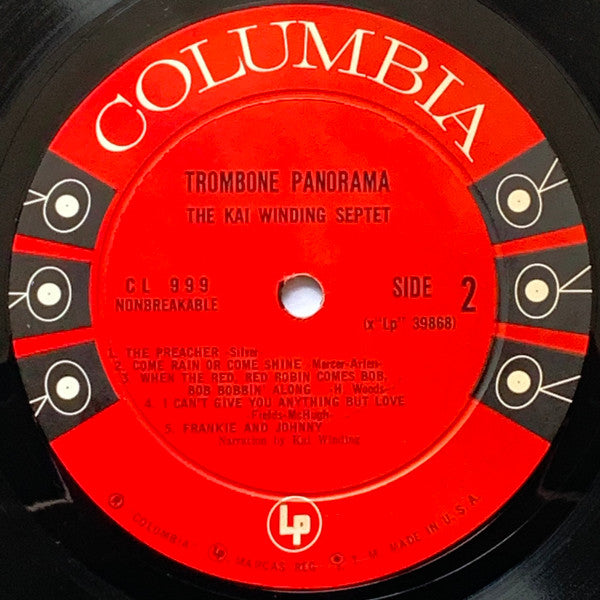 COLUMBIA
TROMBONE PANORAMA
THE KAI WINDING SEPTET
CL 999
NONBREAKABLE
SIDE 2
(x"Lp" 39868)
1. THE PREACHER -Silver-
2. COME RAIN OR COME SHINE -Mercer-Arlen-
3. WHEN THE RED, RED ROBIN COMES BOB,
BOB BOBBIN' ALONG -H. Woods-
4. I CAN'T GIVE YOU ANYTHING BUT LOVE
-Fields-McHugh-
5. FRANKIE AND JOHNNY
Narration by Kai Winding
LP
COLUMBIA MARCAS REG. MADE IN U.S.A.